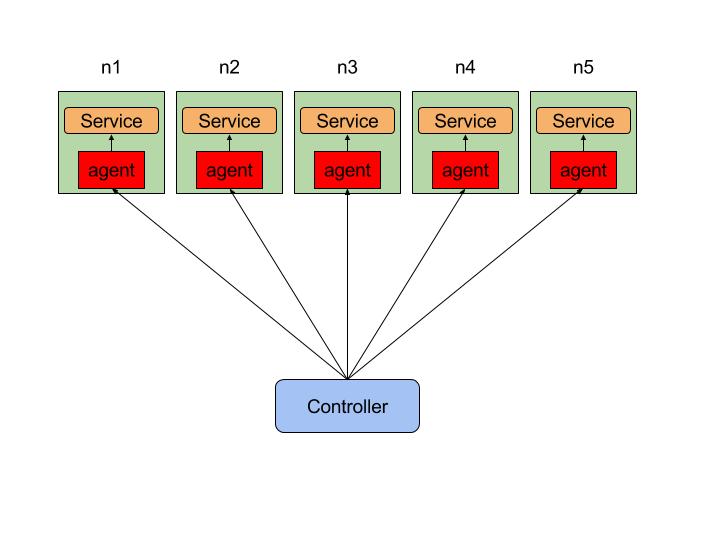 n1 n2 n3 n4 n5
Service Service Service Service Service
agent agent agent agent agent
Controller